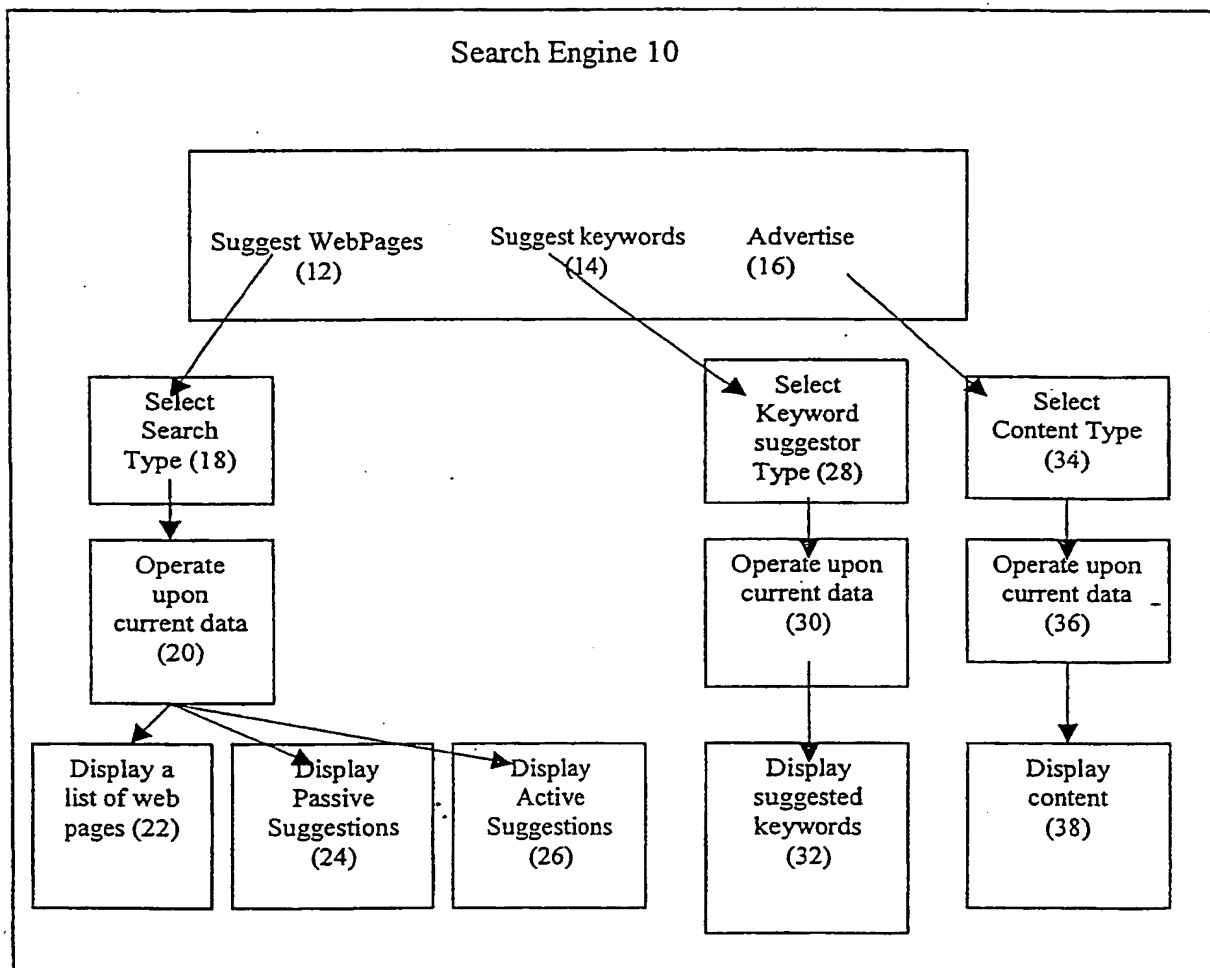 Search Engine 10
Suggest WebPages
(12)
Suggest keywords
(14)
Advertise
(16)
Select
Search
Type (18)
Select
Keyword
suggestor
Type (28)
Select
Content Type
(34)
Operate
upon
current data
(20)
Operate upon
current data
(30)
Operate upon
current data
(36)
Display a
list of web
pages (22)
Display
Passive
Suggestions
(24)
Display
Active
Suggestions
(26)
Display
suggested
keywords
(32)
Display
content
(38)